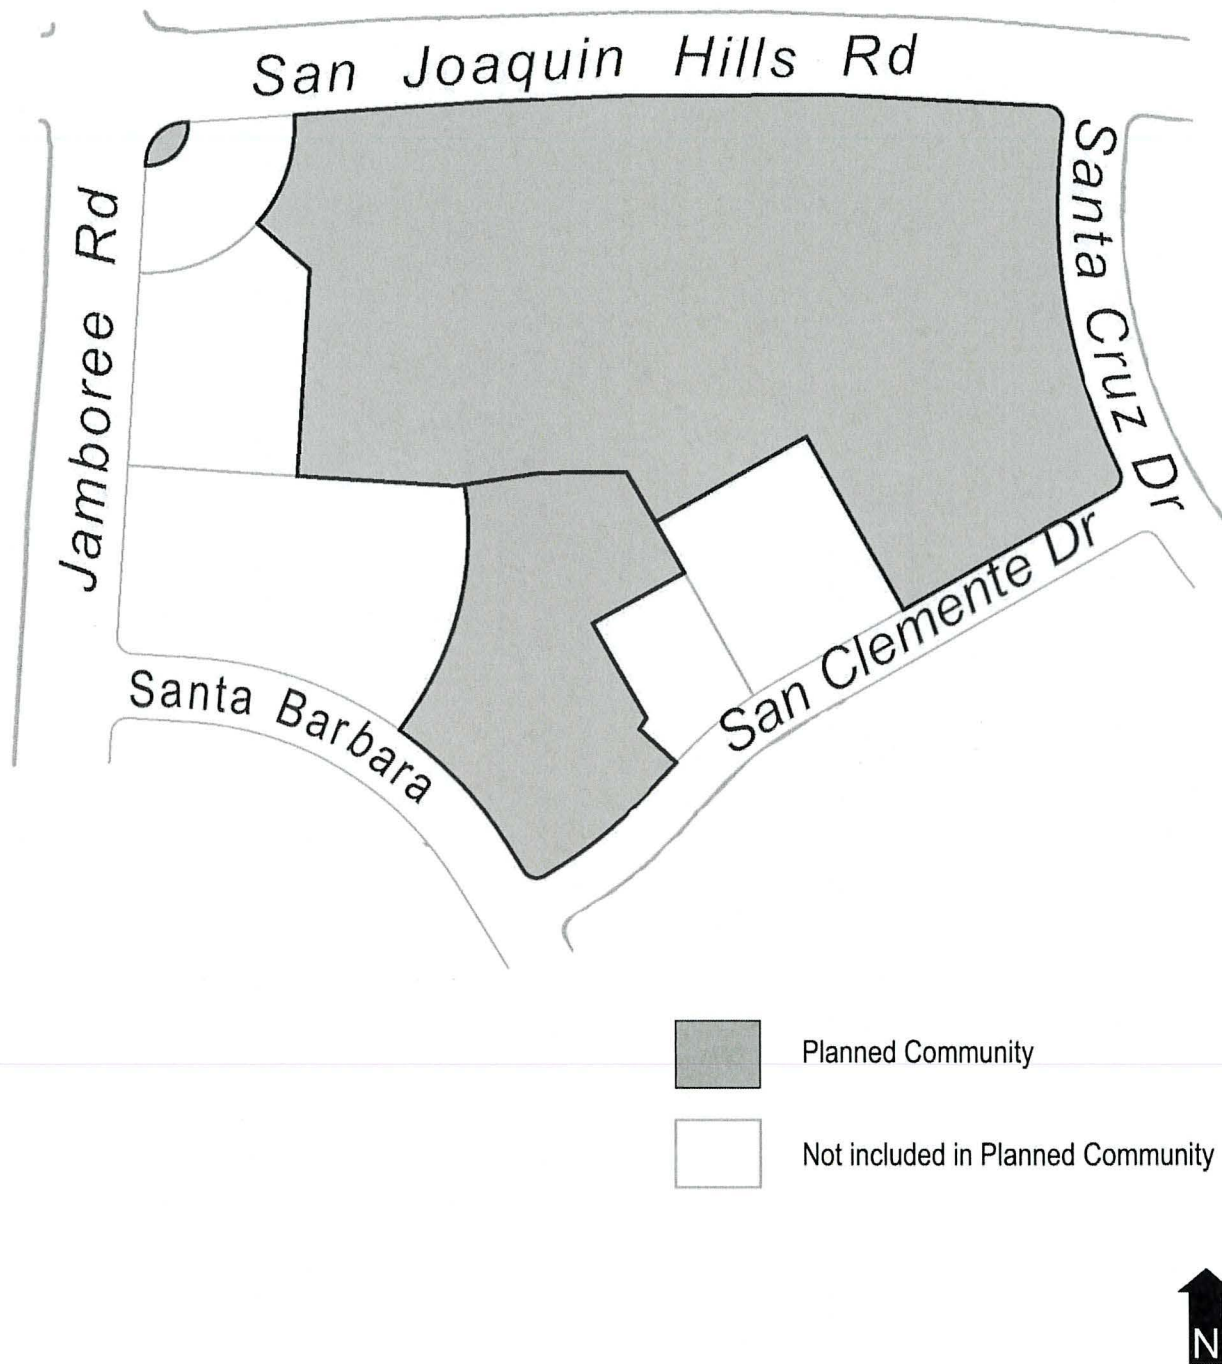 San Joaquin Hills Rd
Santa Cruz Dr
Jamboree Rd
San Clemente Dr
Santa Barbara
Planned Community
Not included in Planned Community
N